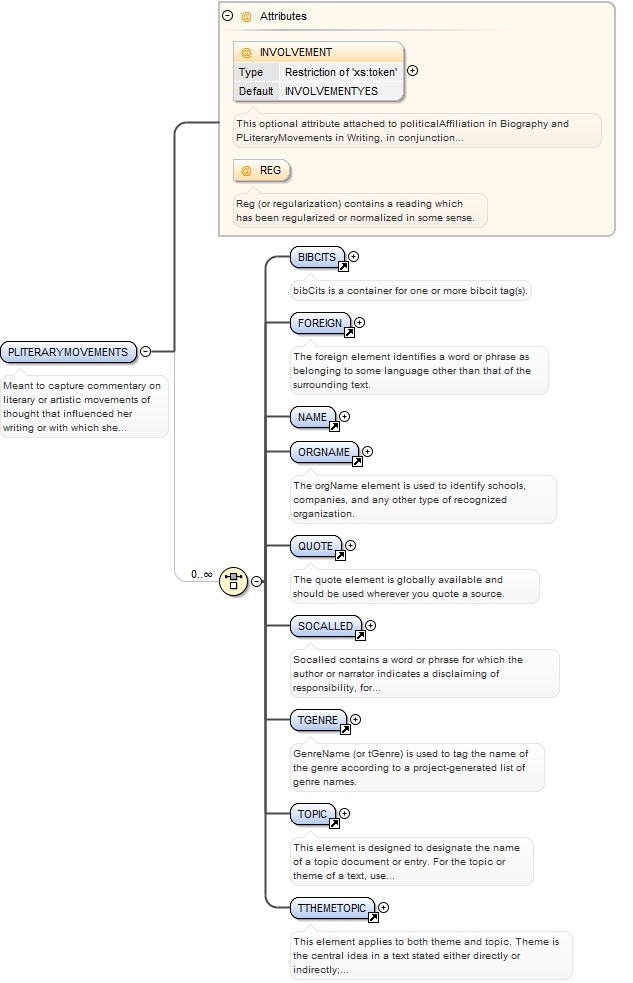 @ Attributes
@ INVOLVEMENT
Type Restriction of 'xs:token'
Default INVOLVEMENTYES
This optional attribute attached to politicalAffiliation in Biography and
PLiteraryMovements in Writing, in conjunction...
@ REG
Reg (or regularization) contains a reading which
has been regularized or normalized in some sense.
PLITERARYMOVEMENTS
Meant to capture commentary on
literary or artistic movements of
thought that influenced her
writing or with which she...
0..∞
BIBCITS
bibCits is a container for one or more bibcit tag(s).
FOREIGN
The foreign element identifies a word or phrase as
belonging to some language other than that of the
surrounding text.
NAME
ORGNAME
The orgName element is used to identify schools,
companies, and any other type of recognized
organization.
QUOTE
The quote element is globally available and
should be used wherever you quote a source.
SOCALLED
Socalled contains a word or phrase for which the
author or narrator indicates a disclaiming of
responsibility, for...
TGENRE
GenreName (or tGenre) is used to tag the name of
the genre according to a project-generated list of
genre names.
TOPIC
This element is designed to designate the name
of a topic document or entry. For the topic or
theme of a text, use...
TTHEMETOPIC
This element applies to both theme and topic. Theme is
the central idea in a text stated either directly or
indirectly;...